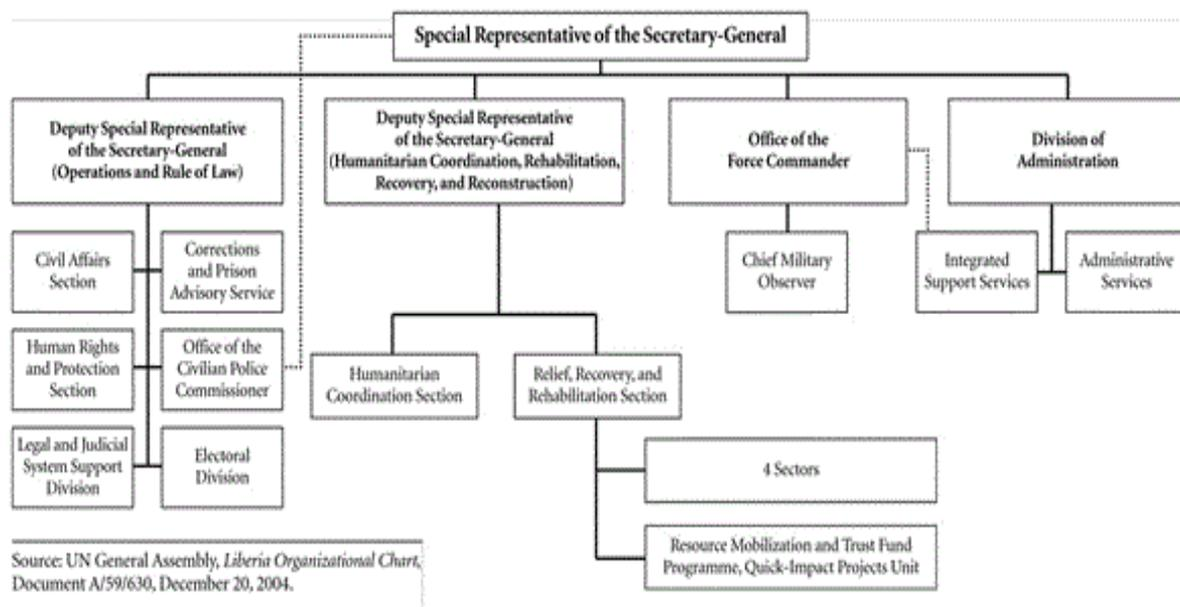 Special Representative of the Secretary-General
Deputy Special Representative
of the Secretary-General
(Operations and Rule of Law)
Deputy Special Representative
of the Secretary-General
(Humanitarian Coordination, Rehabilitation,
Recovery, and Reconstruction)
Office of the
Force Commander
Division of
Administration
Civil Affairs
Section
Corrections
and Prison
Advisory Service
Chief Military
Observer
Integrated
Support Services
Administrative
Services
Human Rights
and Protection
Section
Office of the
Civilian Police
Commissioner
Humanitarian
Coordination Section
Relief, Recovery, and
Rehabilitation Section
Legal and Judicial
System Support
Division
Electoral
Division
4 Sectors
Resource Mobilization and Trust Fund
Programme, Quick-Impact Projects Unit
Source: UN General Assembly, Liberia Organizational Chart,
Document A/59/630, December 20, 2004.